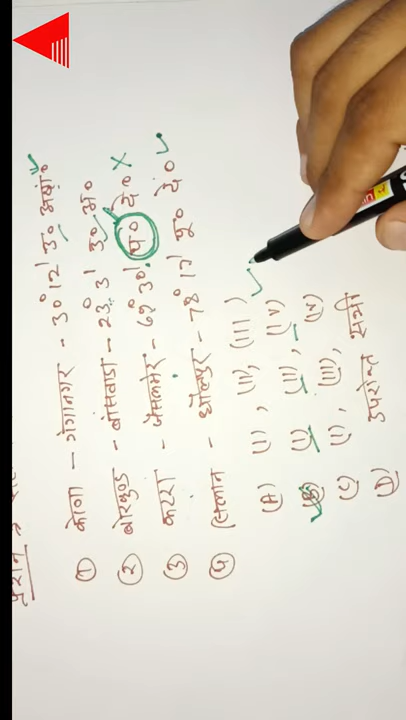 ① कोणा - गंगानगर - 30° 12' उ० अक्षां०
② बोरकुण्ड - बांसवाड़ा - 23° 3' उ० अ०
③ कटरा - जैसलमेर - 69° 30' प० दे० ×
④ सिलान - धौलपुर - 78° 17' पू० दे०
(A) (I), (II), (III)
(B) (I), (II), (IV)
(C) (I), (III), (IV)
(D) उपरोक्त सभी